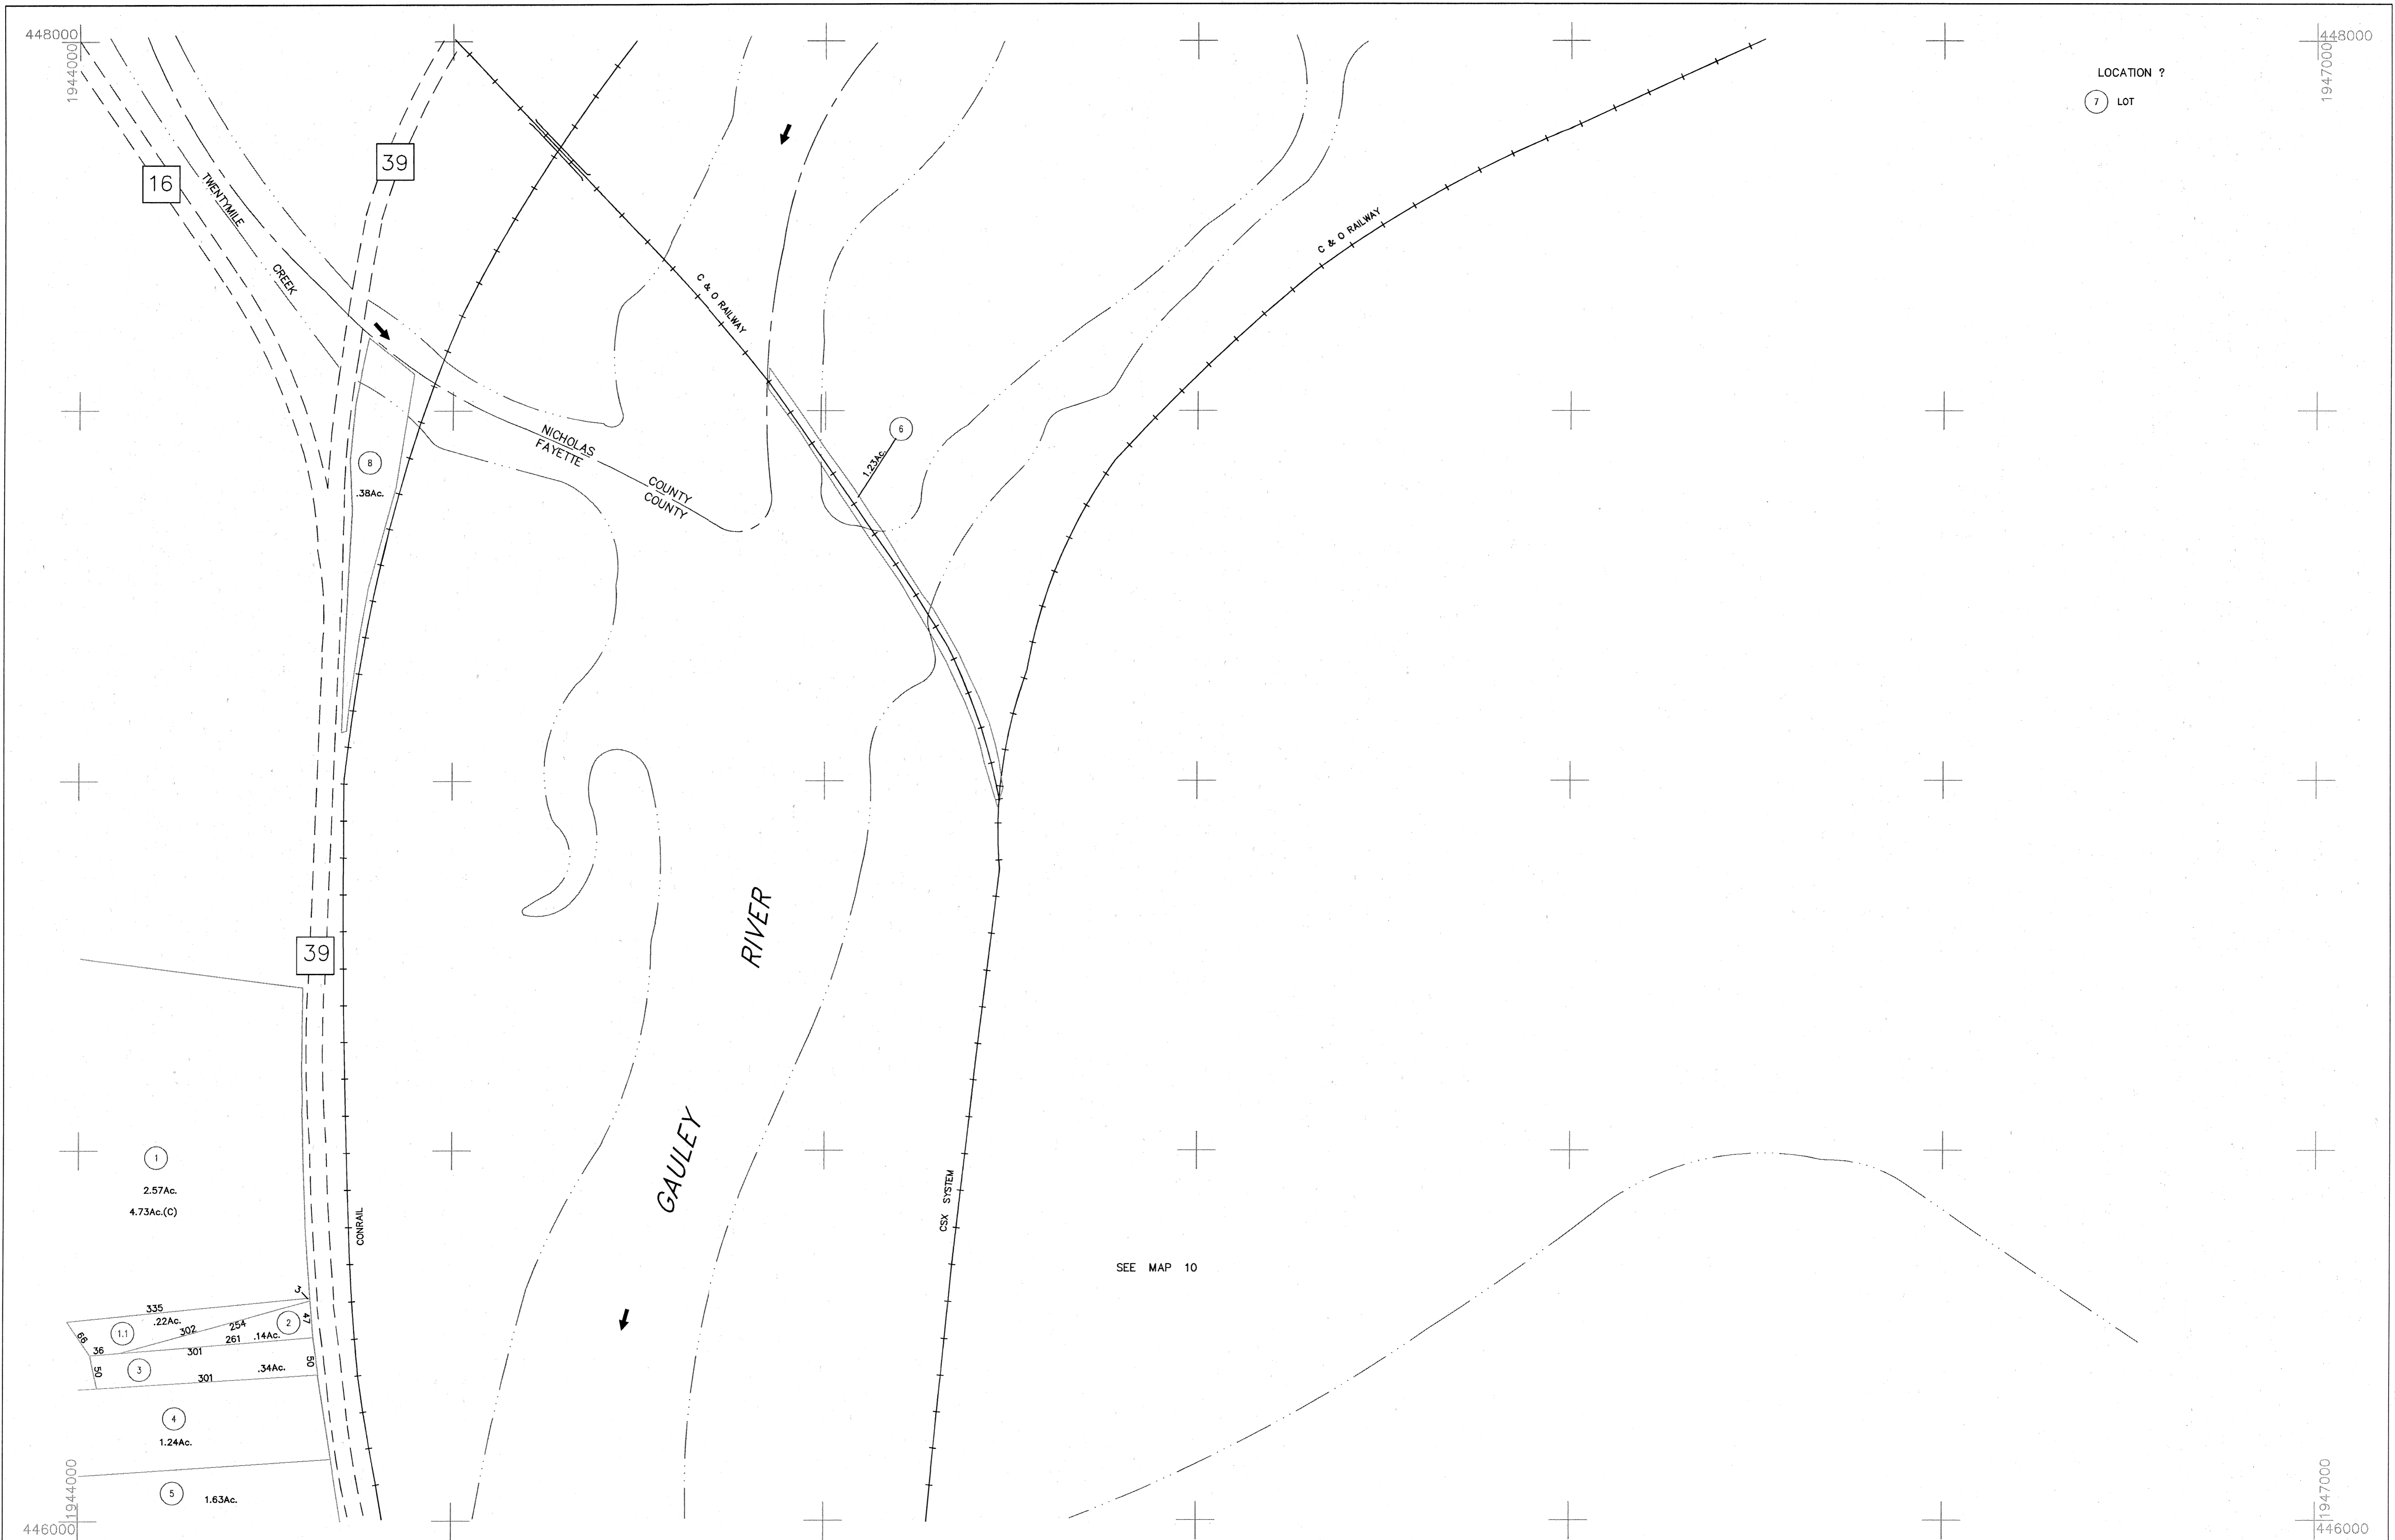 448000
1944000
448000
1947000
LOCATION ?
7 LOT
39
16
TWENTYMILE
CREEK
C & O RAILWAY
C & O RAILWAY
6
1.23Ac.
NICHOLAS
FAYETTE
COUNTY
COUNTY
8
.38Ac.
RIVER
39
GAULEY
1
2.57Ac.
4.73Ac.(C)
CONRAIL
CSX SYSTEM
SEE MAP 10
3
335
.22Ac.
47
2
1.1
302
254
66
261
.14Ac.
36
301
50
3
.34Ac.
50
301
4
1.24Ac.
5
1.63Ac.
1944000
446000
1947000
446000